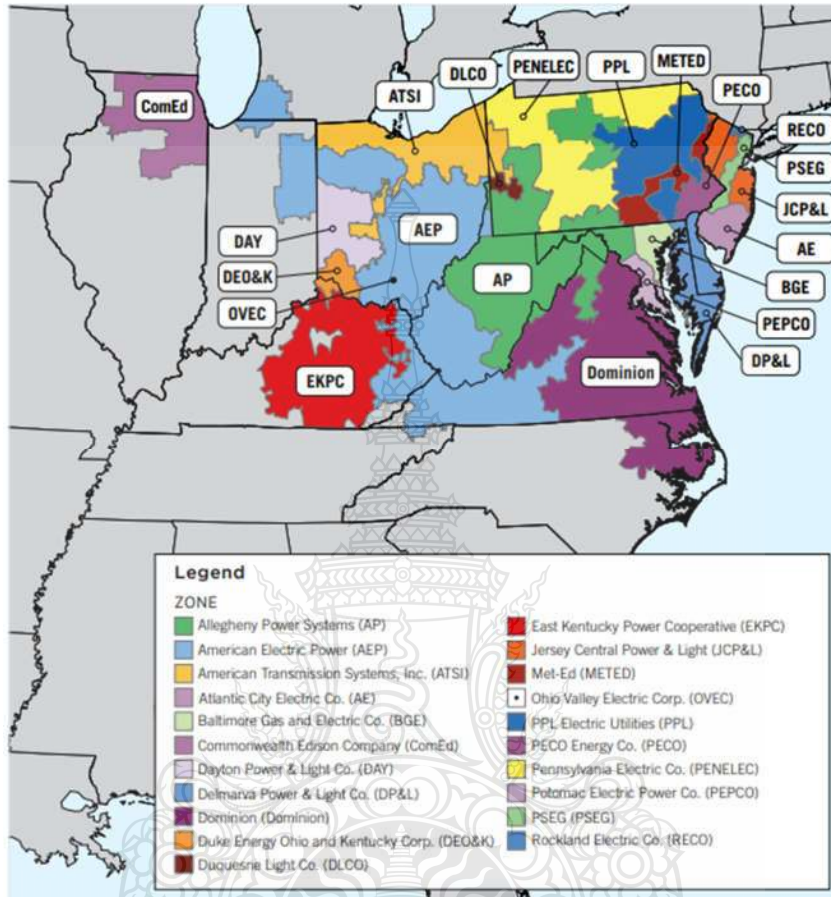 DLCO
PENELEC
PPL
METED
ATSI
PECO
ComEd
RECO
PSEG
JCP&L
DAY
AEP
AE
DEO&K
AP
BGE
OVEC
PEPCO
EKPC
Dominion
DP&L
Legend
ZONE
Allegheny Power Systems (AP)
American Electric Power (AEP)
American Transmission Systems, Inc. (ATSI)
Atlantic City Electric Co. (AE)
Baltimore Gas and Electric Co. (BGE)
Commonwealth Edison Company (ComEd)
Dayton Power & Light Co. (DAY)
Delmarva Power & Light Co. (DP&L)
Dominion (Dominion)
Duke Energy Ohio and Kentucky Corp. (DEO&K)
Duquesne Light Co. (DLCO)
East Kentucky Power Cooperative (EKPC)
Jersey Central Power & Light (JCP&L)
Met-Ed (METED)
Ohio Valley Electric Corp. (OVEC)
PPL Electric Utilities (PPL)
PECO Energy Co. (PECO)
Pennsylvania Electric Co. (PENELEC)
Potomac Electric Power Co. (PEPCO)
PSEG (PSEG)
Rockland Electric Co. (RECO)